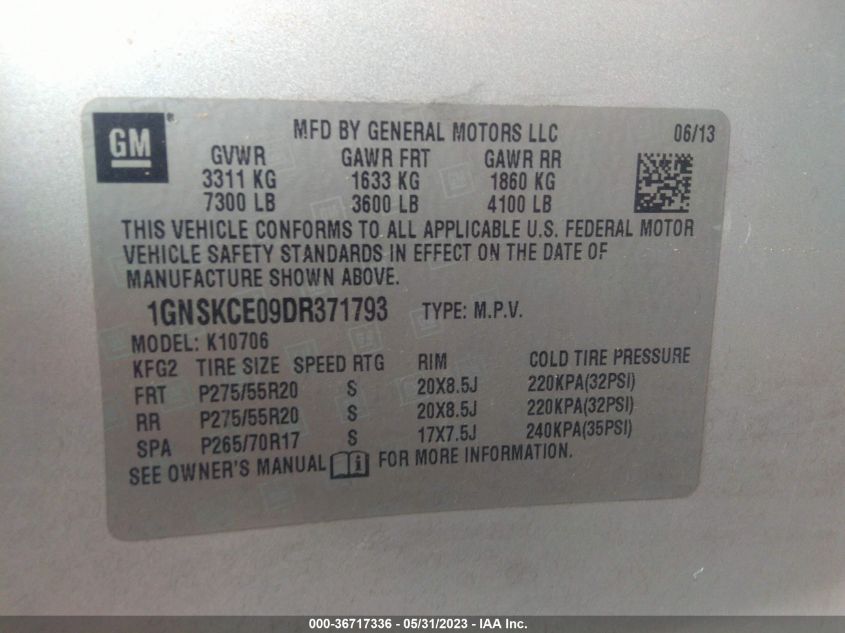 GM
MFD BY GENERAL MOTORS LLC 06/13
GVWR GAWR FRT GAWR RR
3311 KG 1633 KG 1860 KG
7300 LB 3600 LB 4100 LB
THIS VEHICLE CONFORMS TO ALL APPLICABLE U.S. FEDERAL MOTOR
VEHICLE SAFETY STANDARDS IN EFFECT ON THE DATE OF
MANUFACTURE SHOWN ABOVE.
1GNSKCE09DR371793 TYPE: M.P.V.
MODEL: K10706
KFG2 TIRE SIZE SPEED RTG RIM COLD TIRE PRESSURE
FRT P275/55R20 S 20X8.5J 220KPA(32PSI)
RR P275/55R20 S 20X8.5J 220KPA(32PSI)
SPA P265/70R17 S 17X7.5J 240KPA(35PSI)
SEE OWNER'S MANUAL FOR MORE INFORMATION.
000-36717336 - 05/31/2023 - IAA Inc.